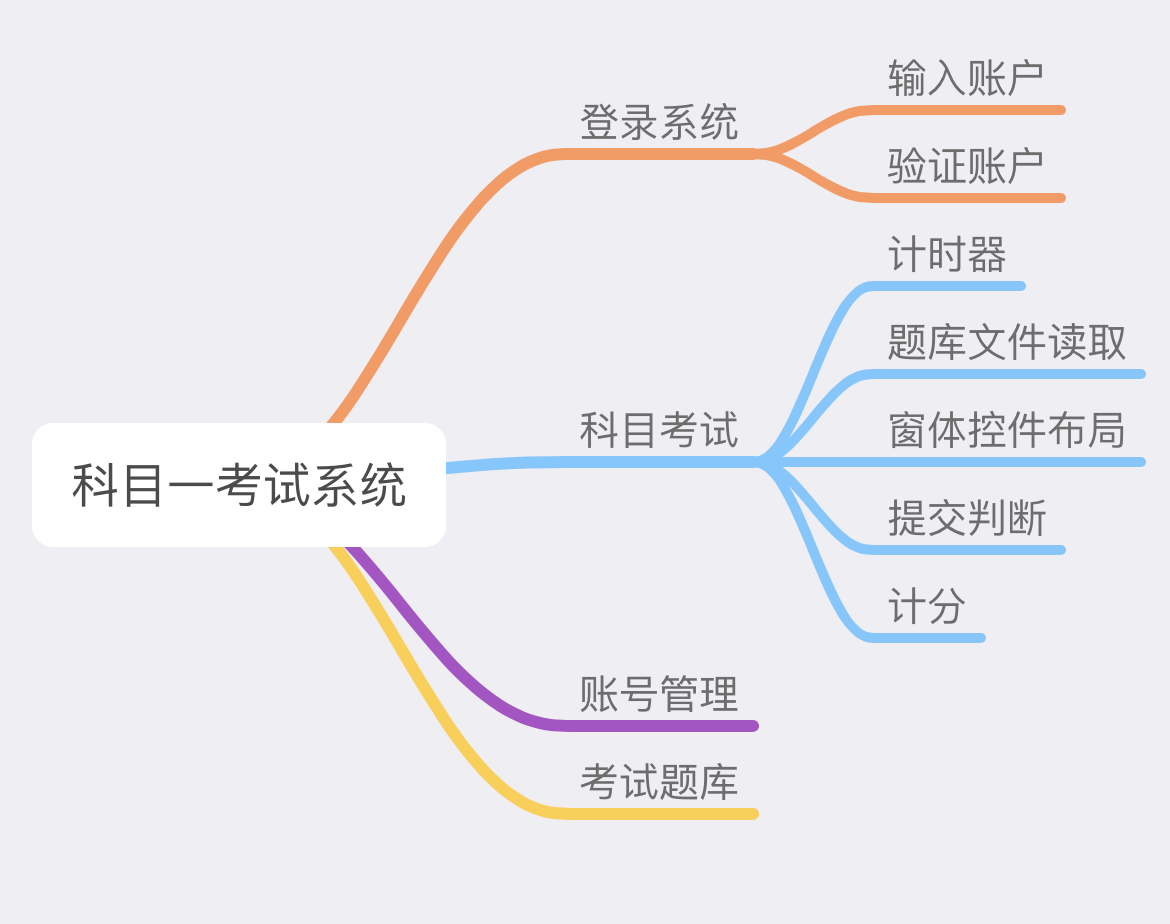 科目一考试系统
登录系统
输入账户
验证账户
科目考试
计时器
题库文件读取
窗体控件布局
提交判断
计分
账号管理
考试题库